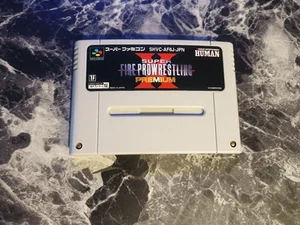 スーパーファミコン SHVC-AFRJ-JPN
HUMAN
SUPER
FIRE PROWRESTLING
X
PREMIUM